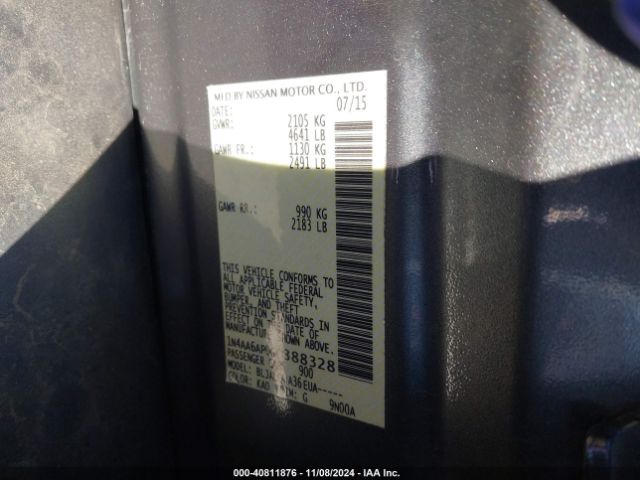 MFD BY NISSAN MOTOR CO., LTD.
DATE: 07/15
GVWR: 2105 KG
4641 LB
GAWR FR.: 1130 KG
2491 LB
GAWR RR.: 990 KG
2183 LB
THIS VEHICLE CONFORMS TO
ALL APPLICABLE FEDERAL
MOTOR VEHICLE SAFETY,
BUMPER, AND THEFT
PREVENTION STANDARDS IN
EFFECT ON THE DATE OF
SHOWN ABOVE.
388328
PASSENGER
900
MODEL: A36EUA-----
COLOR: KAD TRIM: G 9N00A
000-40811876 - 11/08/2024 - IAA Inc.